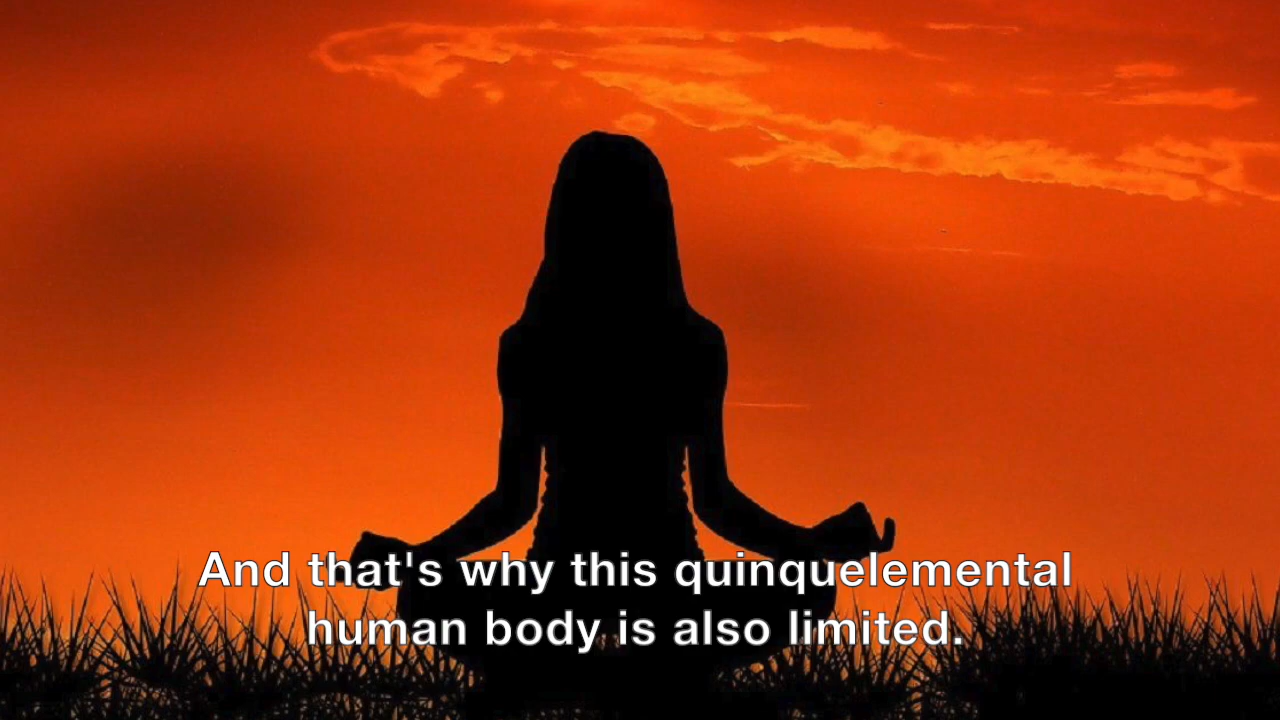 And that's why this quinquelemental
human body is also limited.